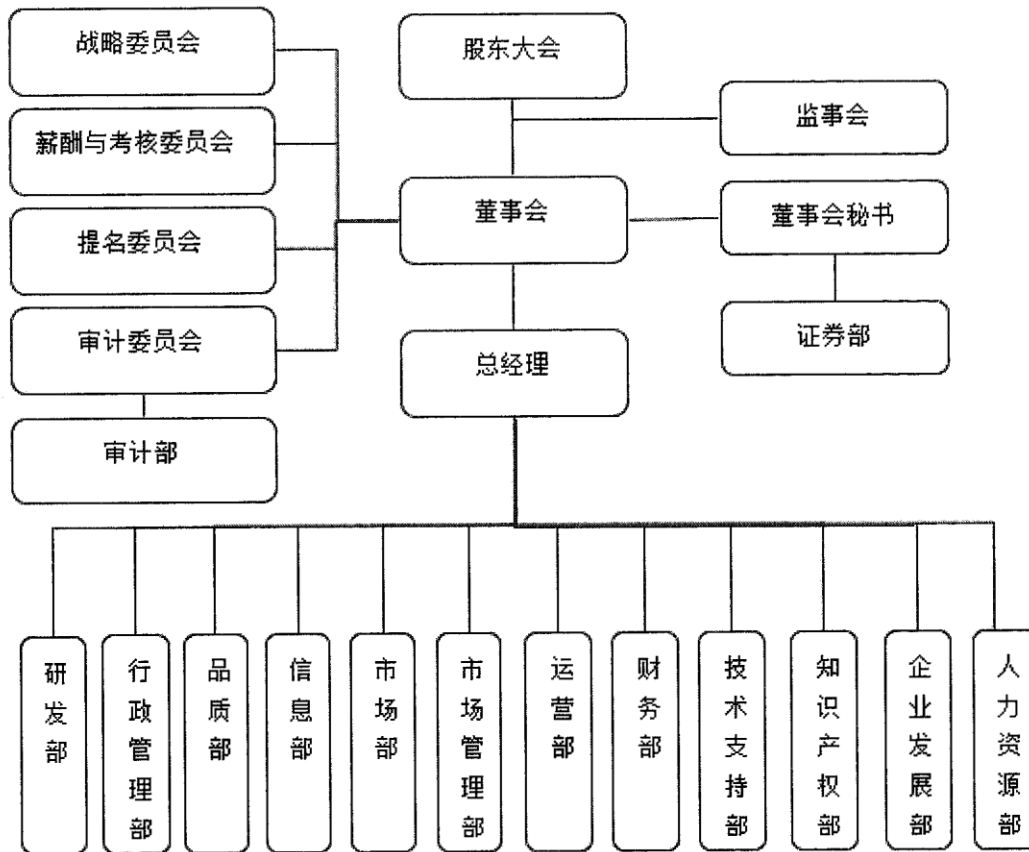 战略委员会
股东大会
监事会
薪酬与考核委员会
董事会
董事会秘书
提名委员会
审计委员会
总经理
证券部
审计部
研发部
行政管理部
品质部
信息部
市场部
市场管理部
运营部
财务部
技术支持部
知识产权部
企业发展部
人力资源部